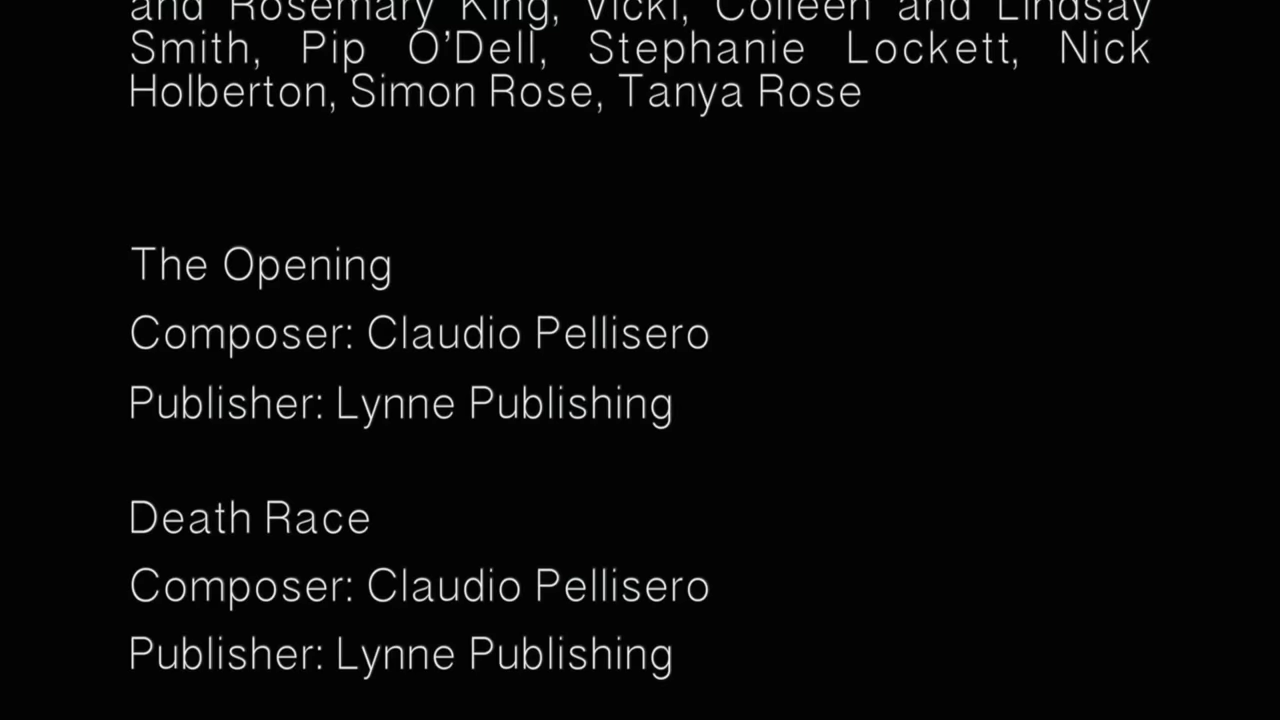 and Rosemary King, Vicki, Colleen and Lindsay
Smith, Pip O’Dell, Stephanie Lockett, Nick
Holberton, Simon Rose, Tanya Rose
The Opening
Composer: Claudio Pellisero
Publisher: Lynne Publishing
Death Race
Composer: Claudio Pellisero
Publisher: Lynne Publishing